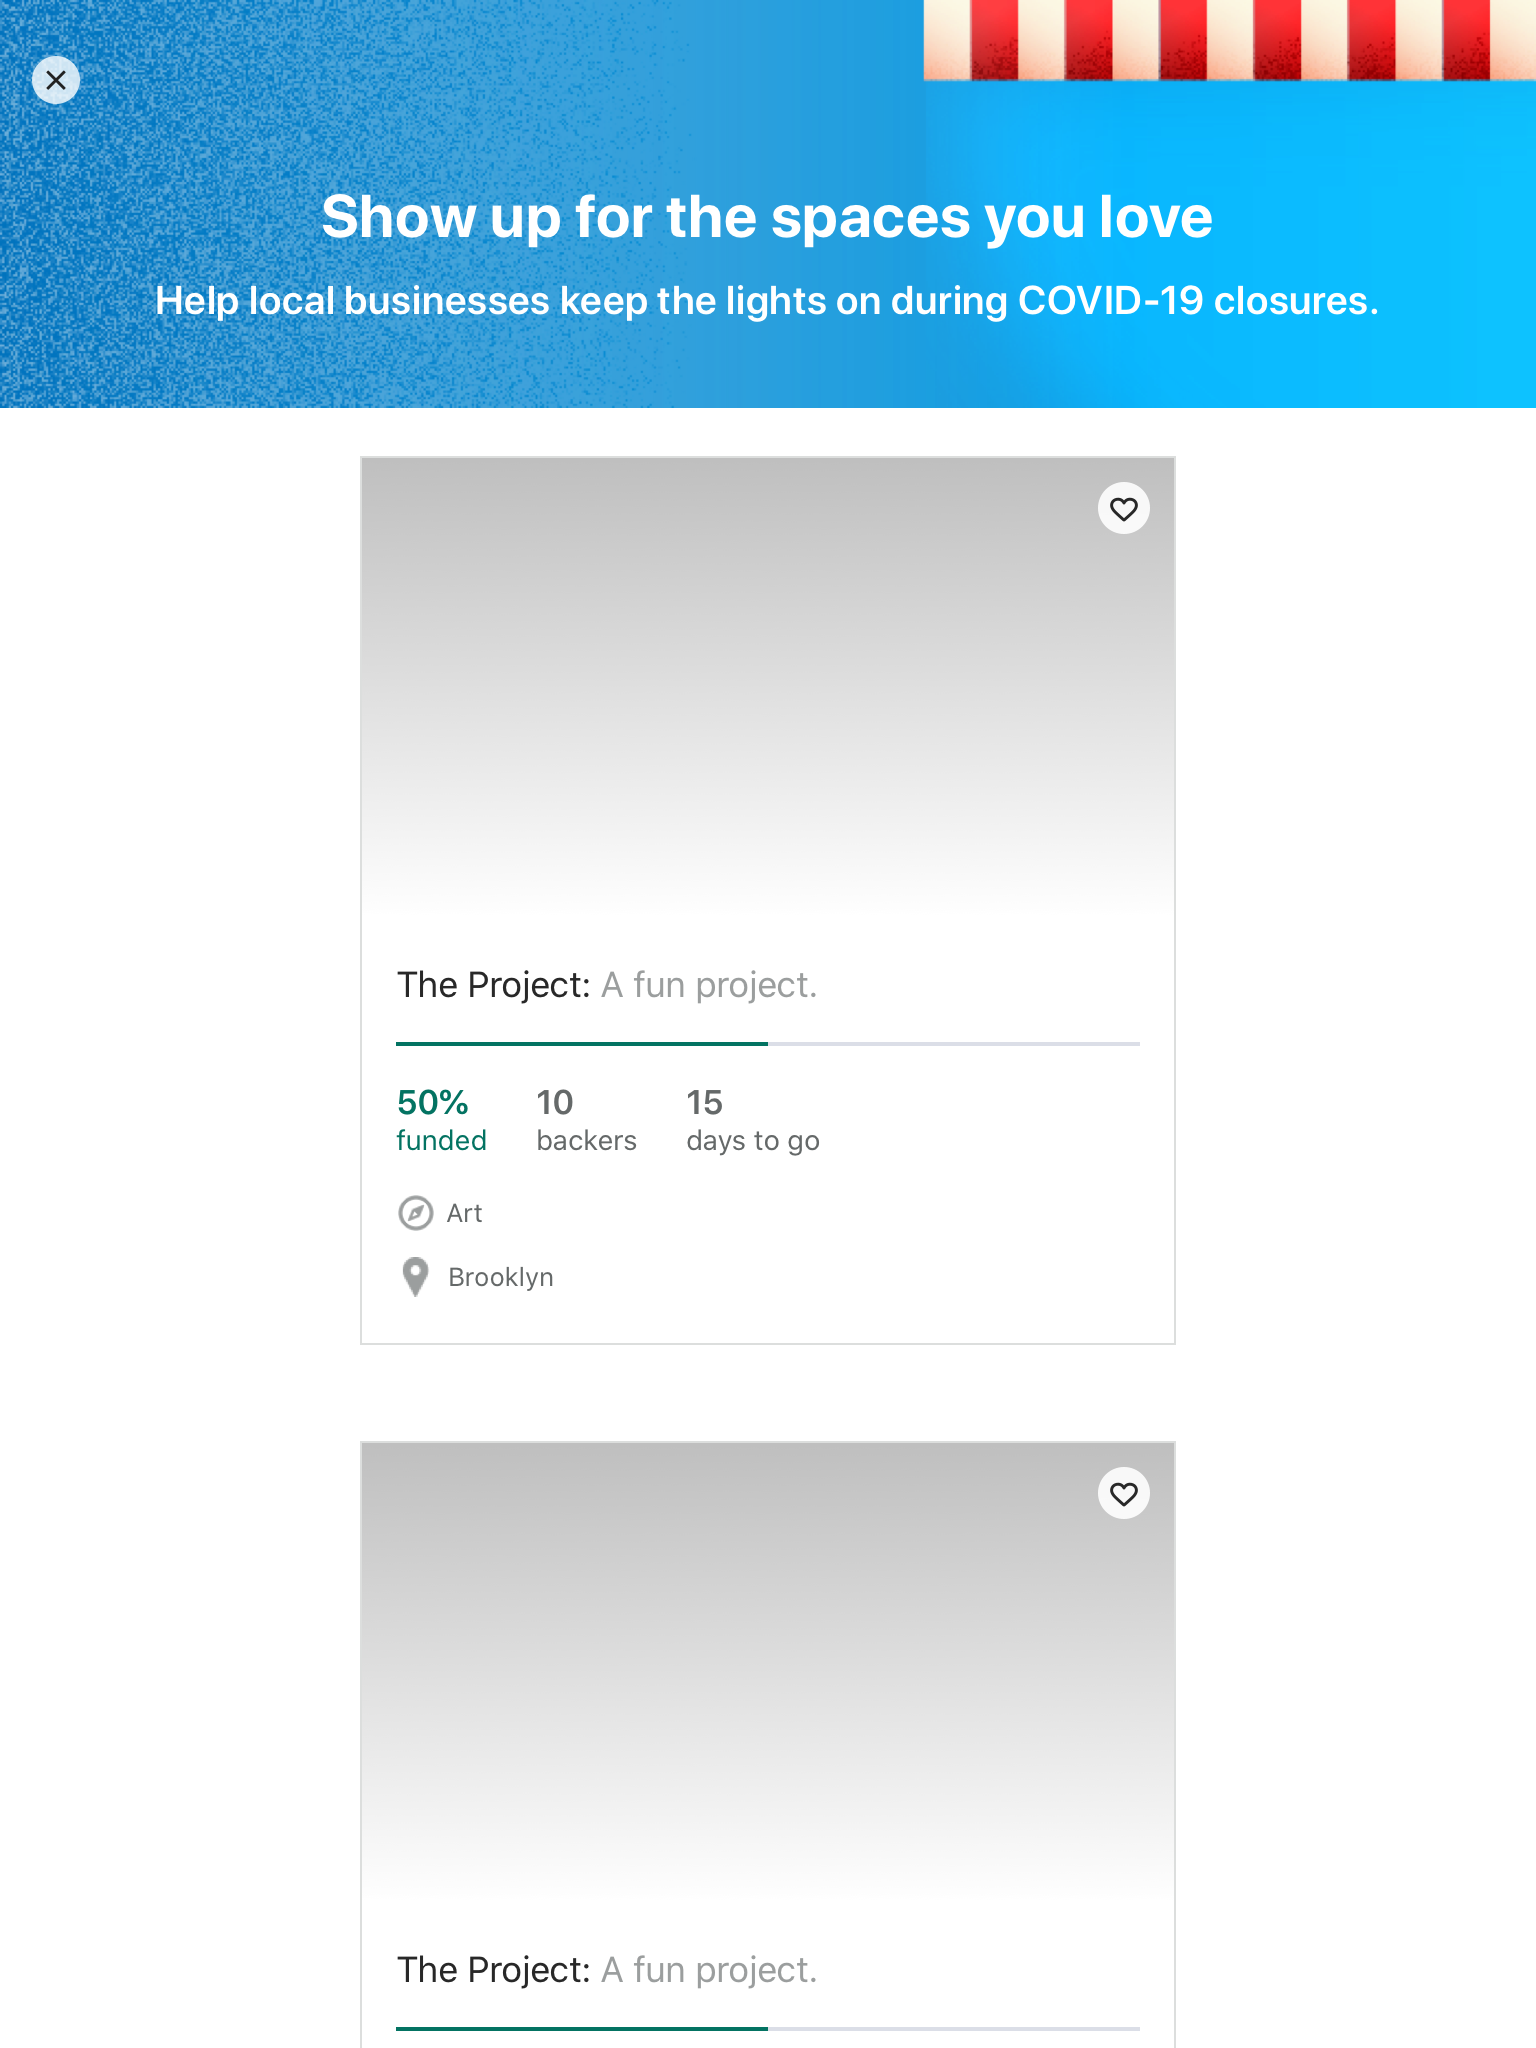 Show up for the spaces you love
Help local businesses keep the lights on during COVID-19 closures.
The Project: A fun project.
50% 10 15
funded backers days to go
Art
Brooklyn
The Project: A fun project.